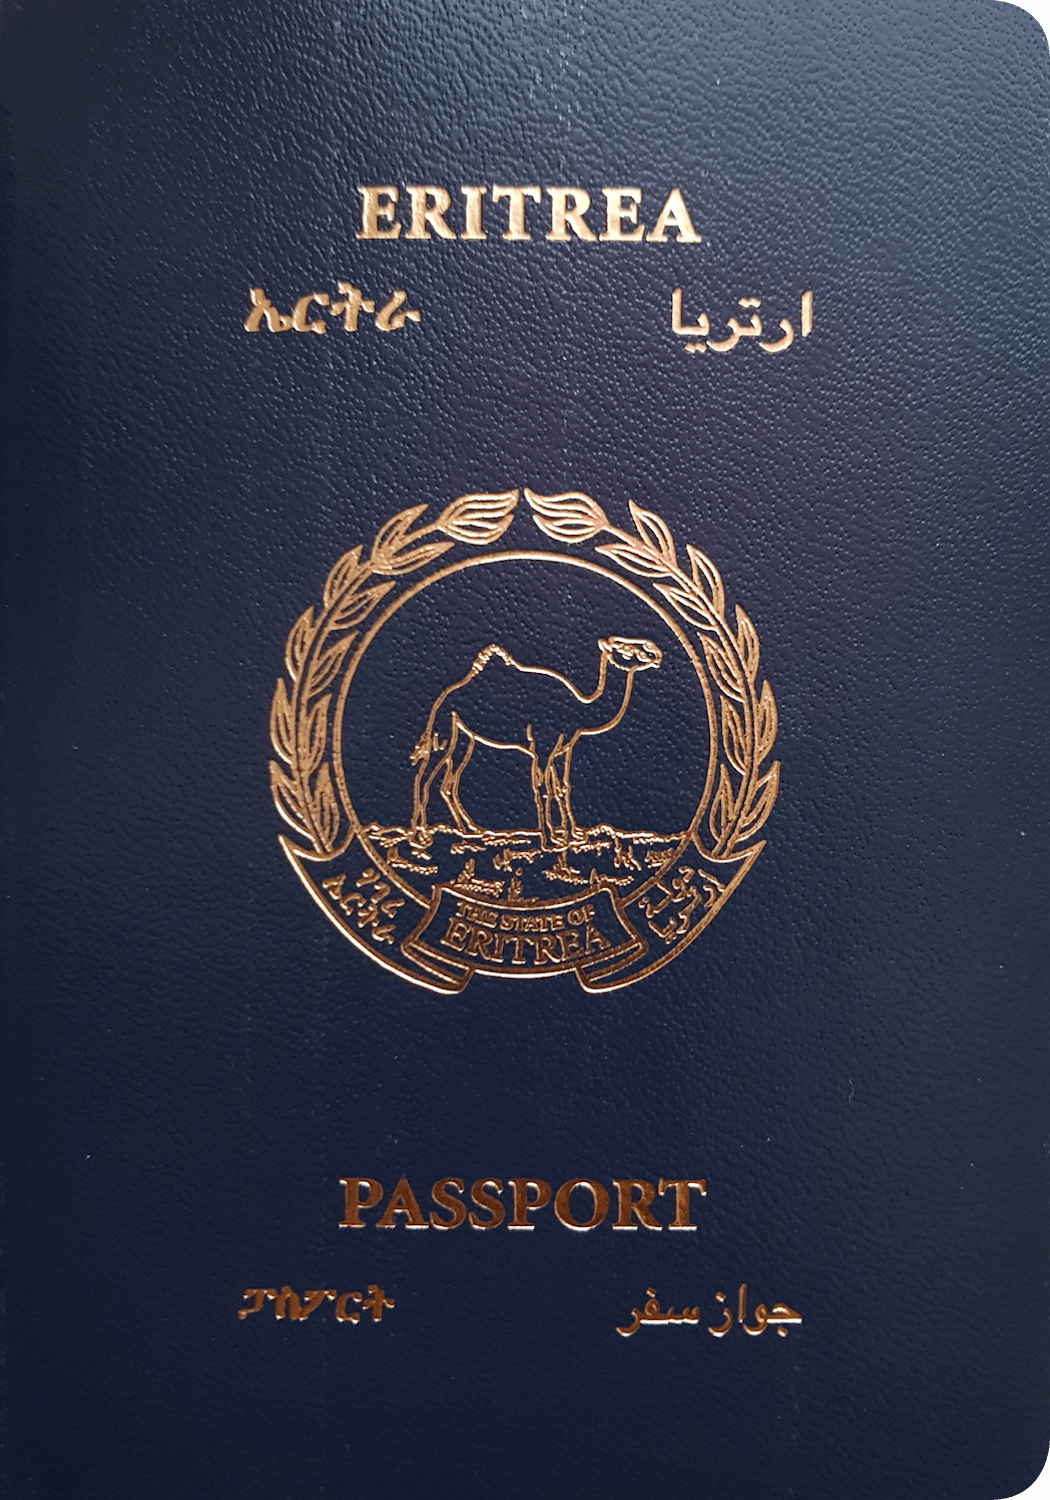 ERITREA
ኤርትራ ارتريا
ሃገረ ኤርትራ
THE STATE OF
ERITREA
دولة ارتريا
PASSPORT
ፓስፖርት جواز سفر